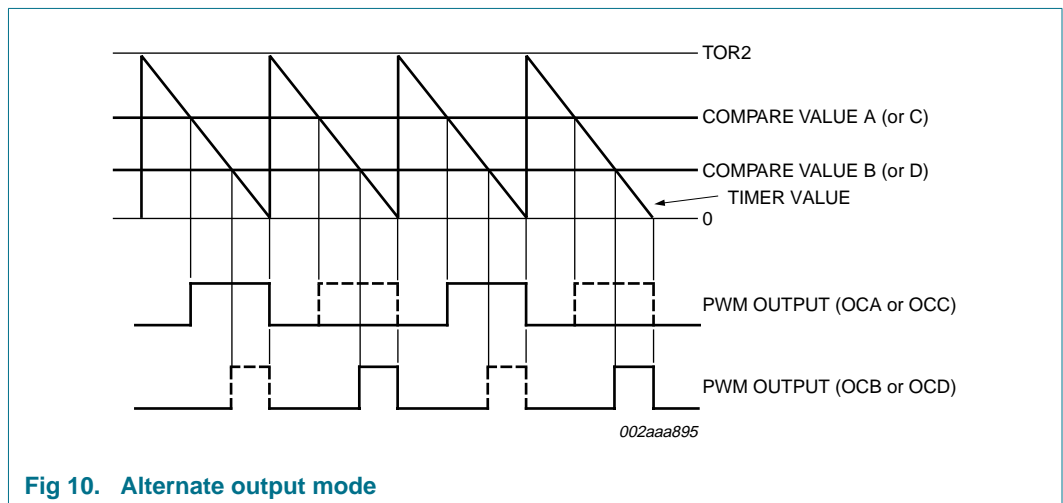 TOR2
COMPARE VALUE A (or C)
COMPARE VALUE B (or D)
TIMER VALUE
0
PWM OUTPUT (OCA or OCC)
PWM OUTPUT (OCB or OCD)
002aaa895
Fig 10. Alternate output mode